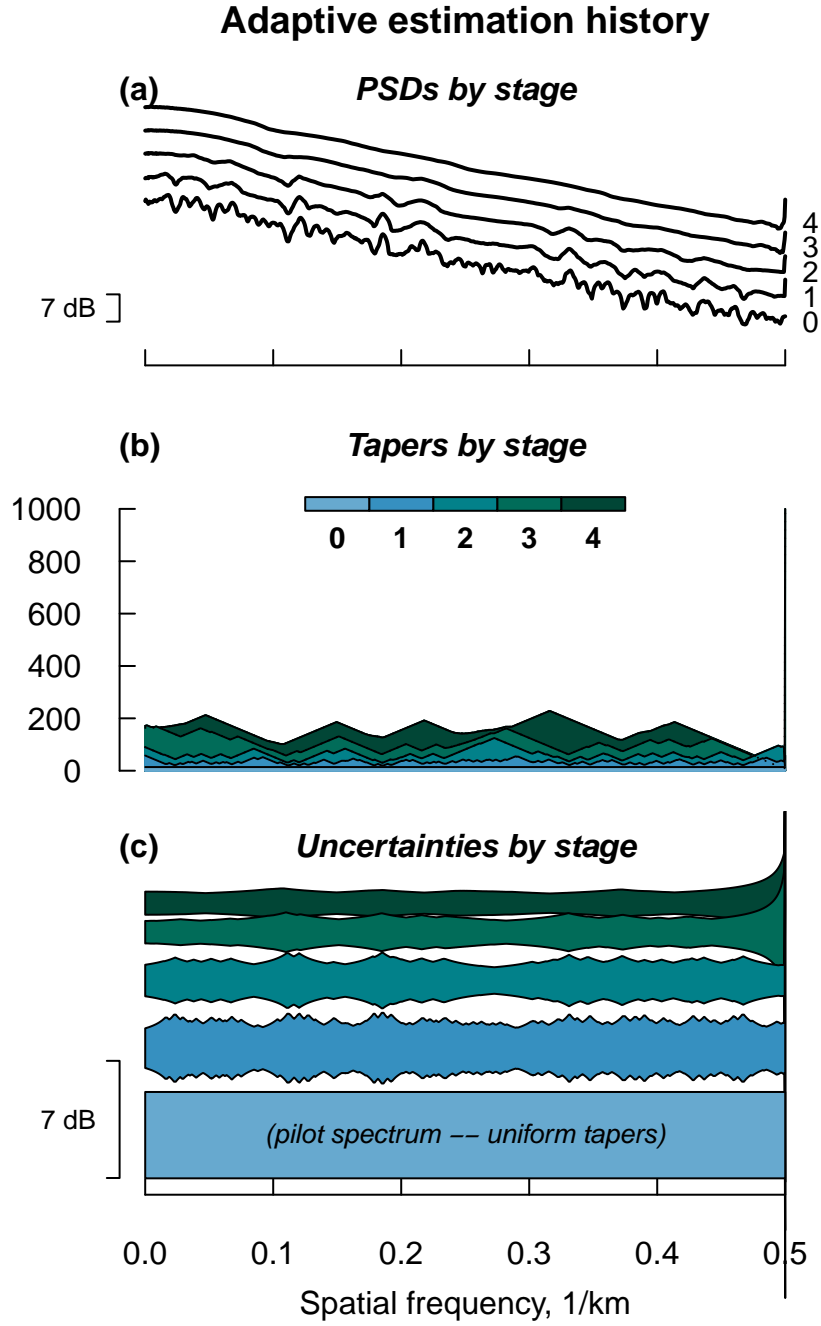 Adaptive estimation history
(a) PSDs by stage
4
3
2
1
0
7 dB
(b) Tapers by stage
0 1 2 3 4
1000
800
600
400
200
0
(c) Uncertainties by stage
7 dB
(pilot spectrum −− uniform tapers)
0.0 0.1 0.2 0.3 0.4 0.5
Spatial frequency, 1/km